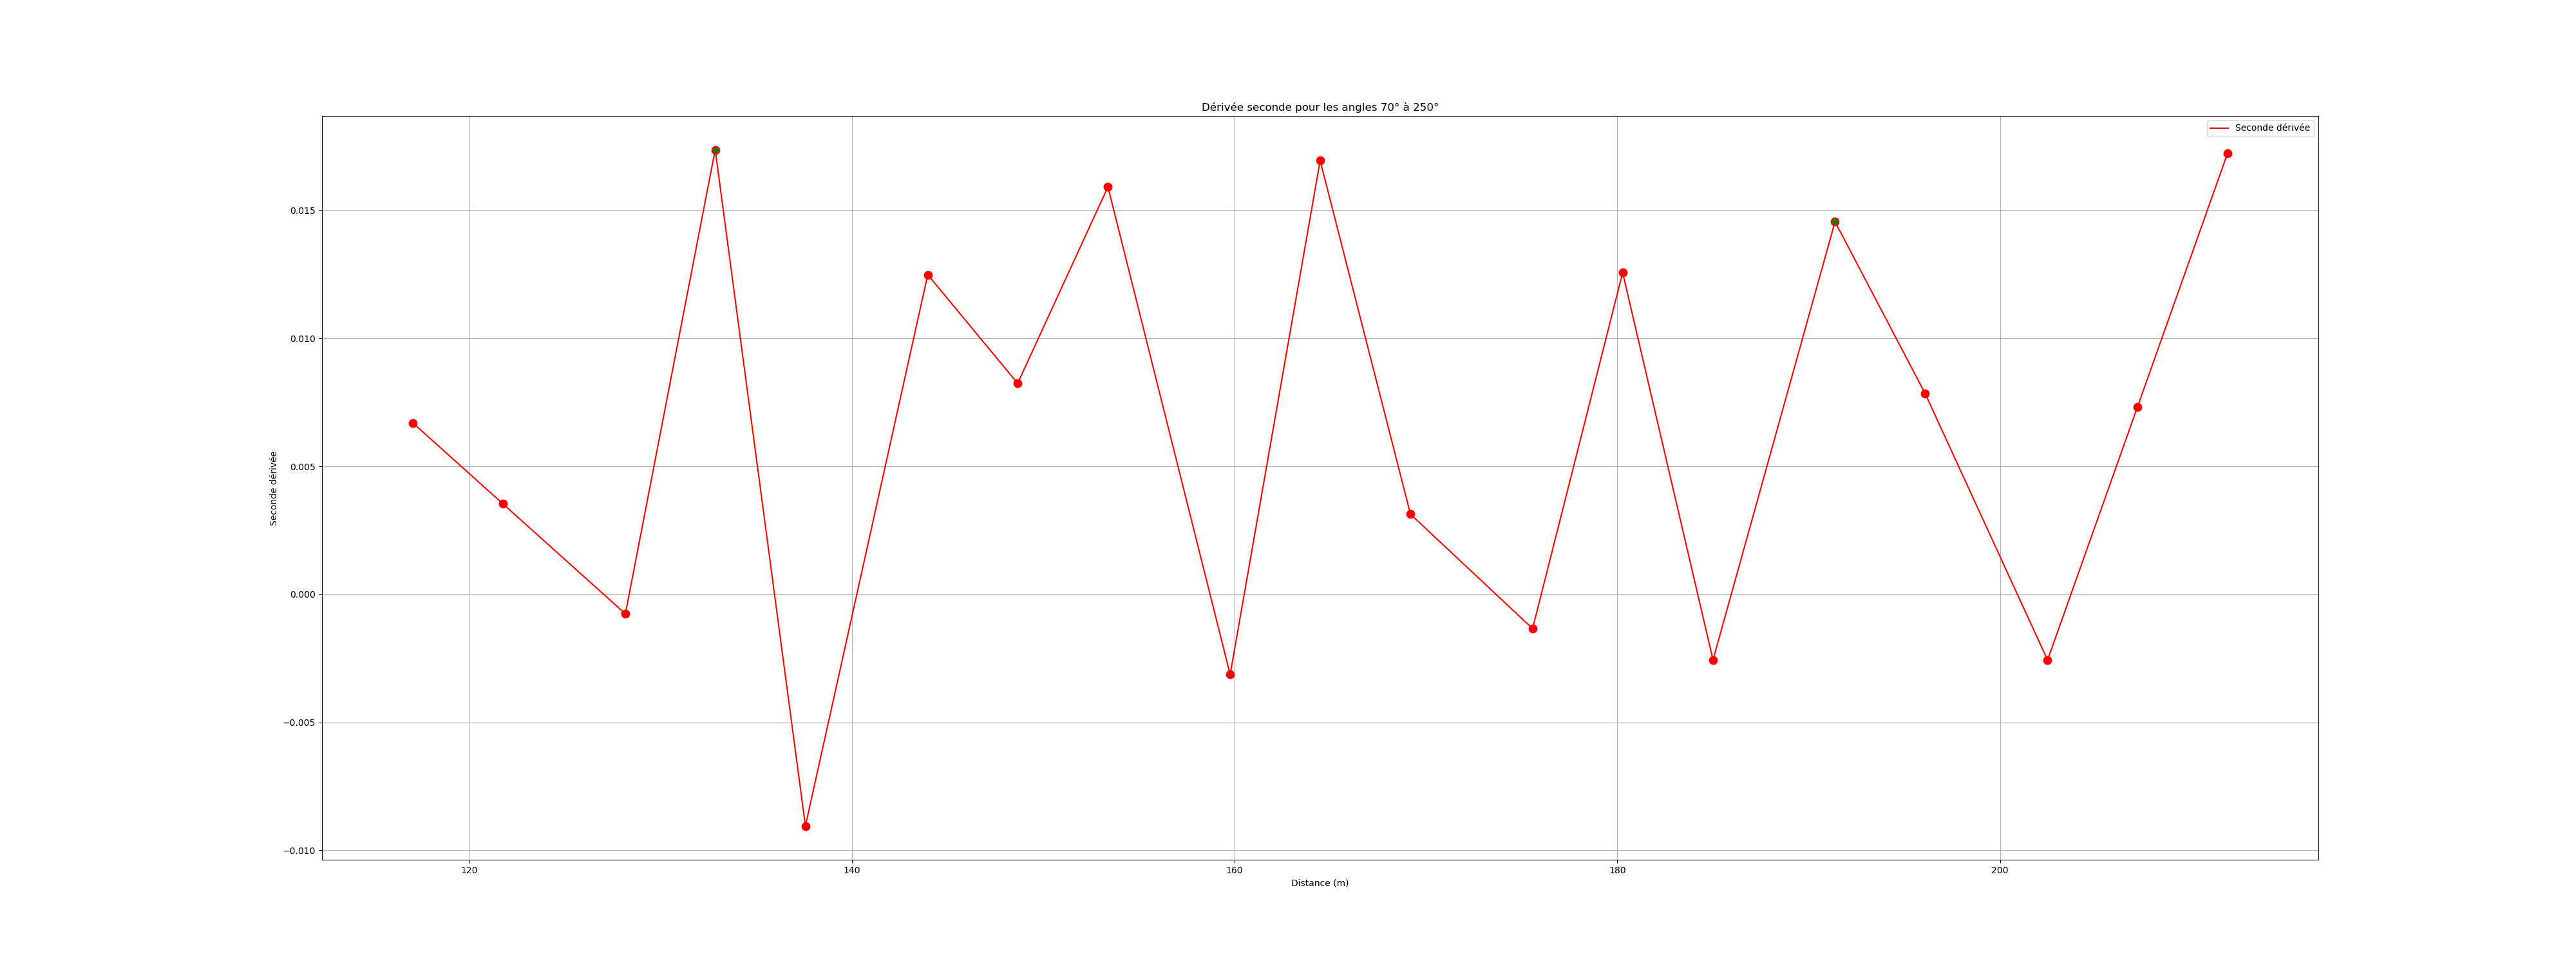 Dérivée seconde pour les angles 70° à 250°
Seconde dérivée
0.015
0.010
0.005
0.000
−0.005
−0.010
Seconde dérivée
120
140
160
180
200
Distance (m)